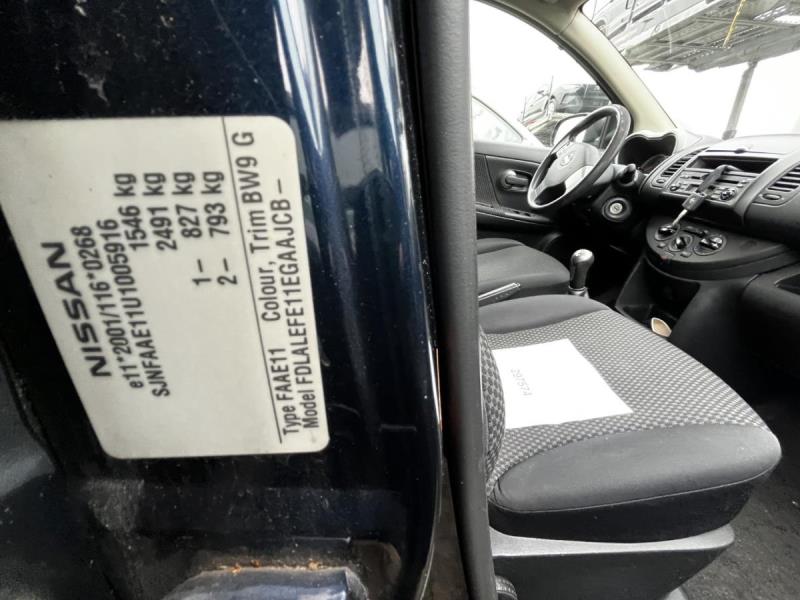 NISSAN
e11*2001/116*0268
SJNFAAE11U1005916
1546 kg
2491 kg
1- 827 kg
2- 793 kg
Type FAAE11 Colour, Trim BW9 G
Model FDLALEFE11EGAAJCB-
297574